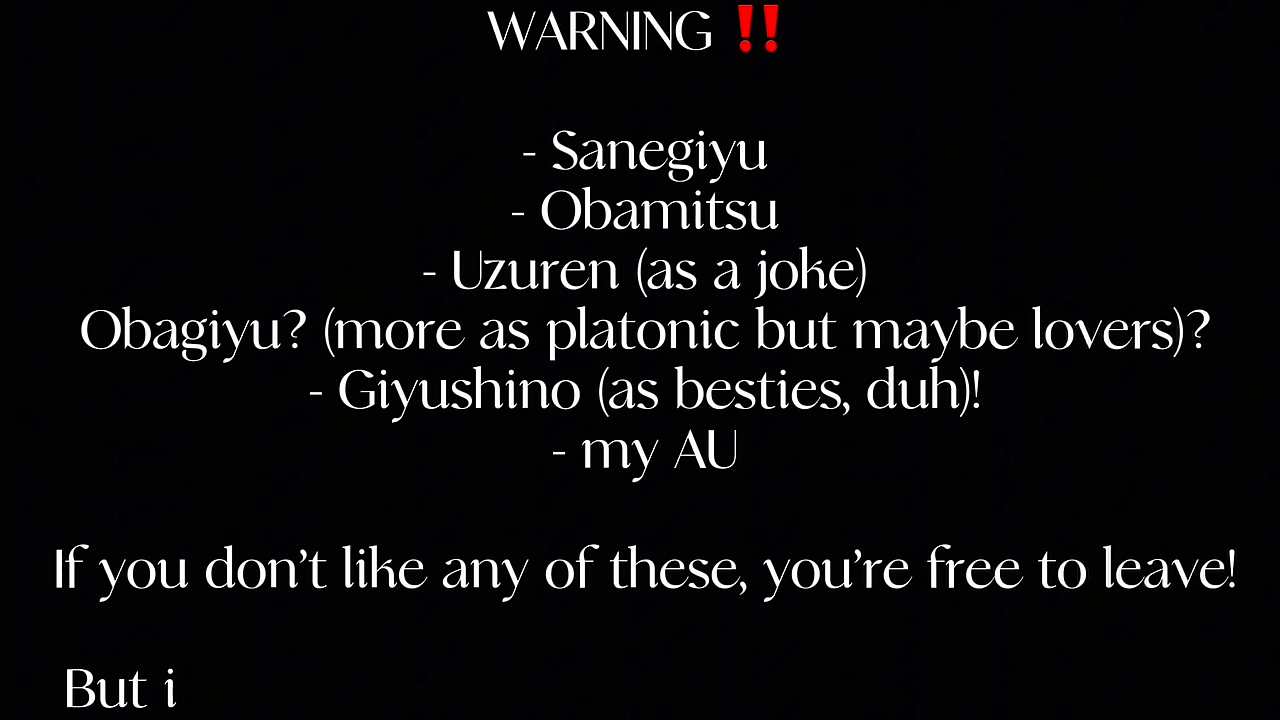 WARNING ‼️
- Sanegiyu
- Obamitsu
- Uzuren (as a joke)
Obagiyu? (more as platonic but maybe lovers)?
- Giyushino (as besties, duh)!
- my AU
If you don’t like any of these, you’re free to leave!
But i